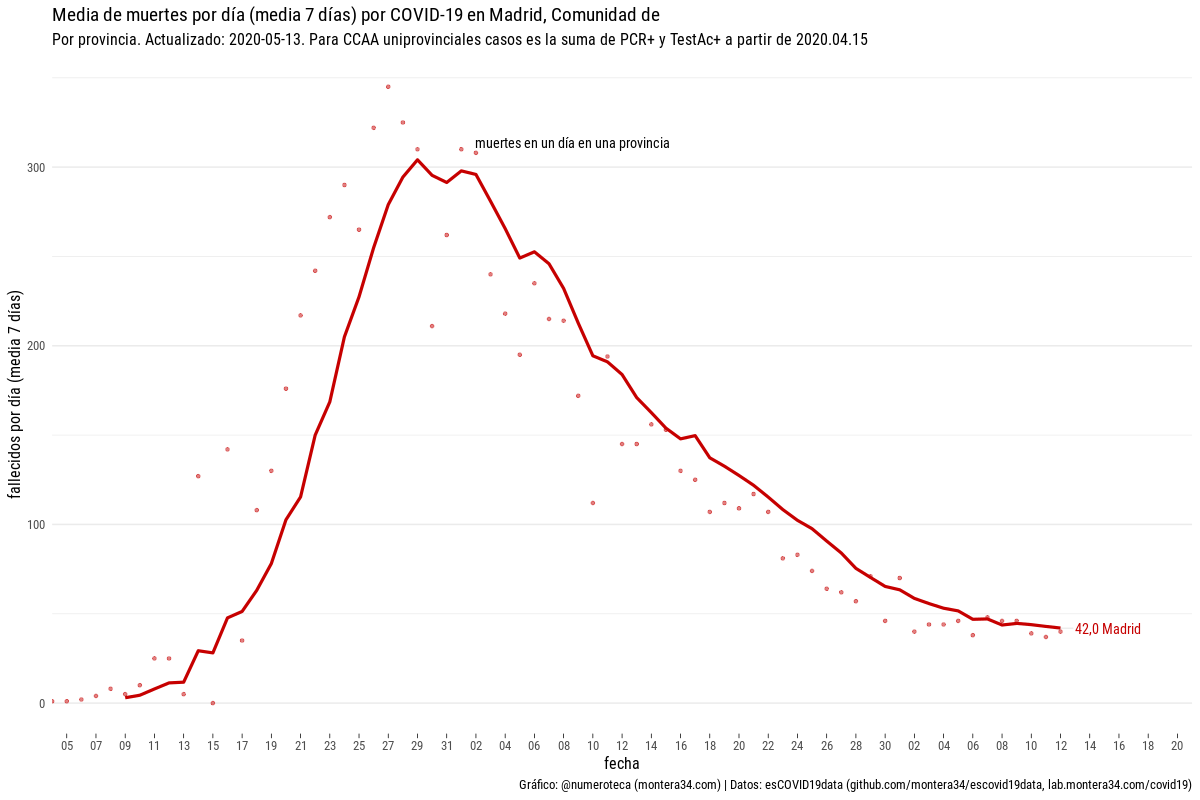 Media de muertes por día (media 7 días) por COVID-19 en Madrid, Comunidad de
Por provincia. Actualizado: 2020-05-13. Para CCAA uniprovinciales casos es la suma de PCR+ y TestAc+ a partir de 2020.04.15
muertes en un día en una provincia
300
200
100
0
fallecidos por día (media 7 días)
42,0 Madrid
05 07 09 11 13 15 17 19 21 23 25 27 29 31 02 04 06 08 10 12 14 16 18 20 22 24 26 28 30 02 04 06 08 10 12 14 16 18 20
fecha
Gráfico: @numeroteca (montera34.com) | Datos: esCOVID19data (github.com/montera34/escovid19data, lab.montera34.com/covid19)